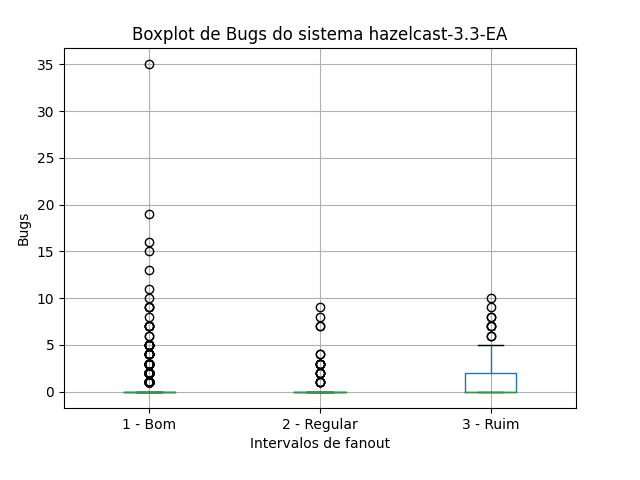 Boxplot de Bugs do sistema hazelcast-3.3-EA
35
30
25
20
15
10
5
0
Bugs
1 - Bom
2 - Regular
3 - Ruim
Intervalos de fanout